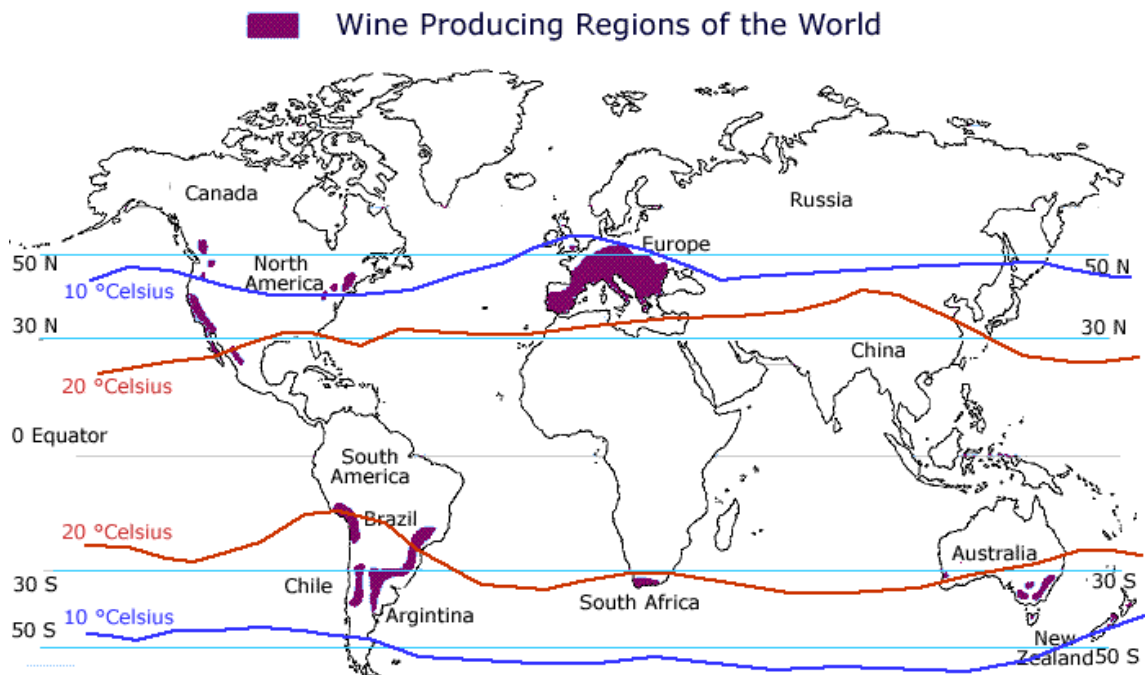 Wine Producing Regions of the World
Canada
Russia
Europe
50 N
North
America
50 N
10 °Celsius
30 N
30 N
China
20 °Celsius
0 Equator
South
America
20 °Celsius
Brazil
Australia
30 S
Chile
30 S
South Africa
10 °Celsius
Argintina
50 S
New
Zealand
50 S